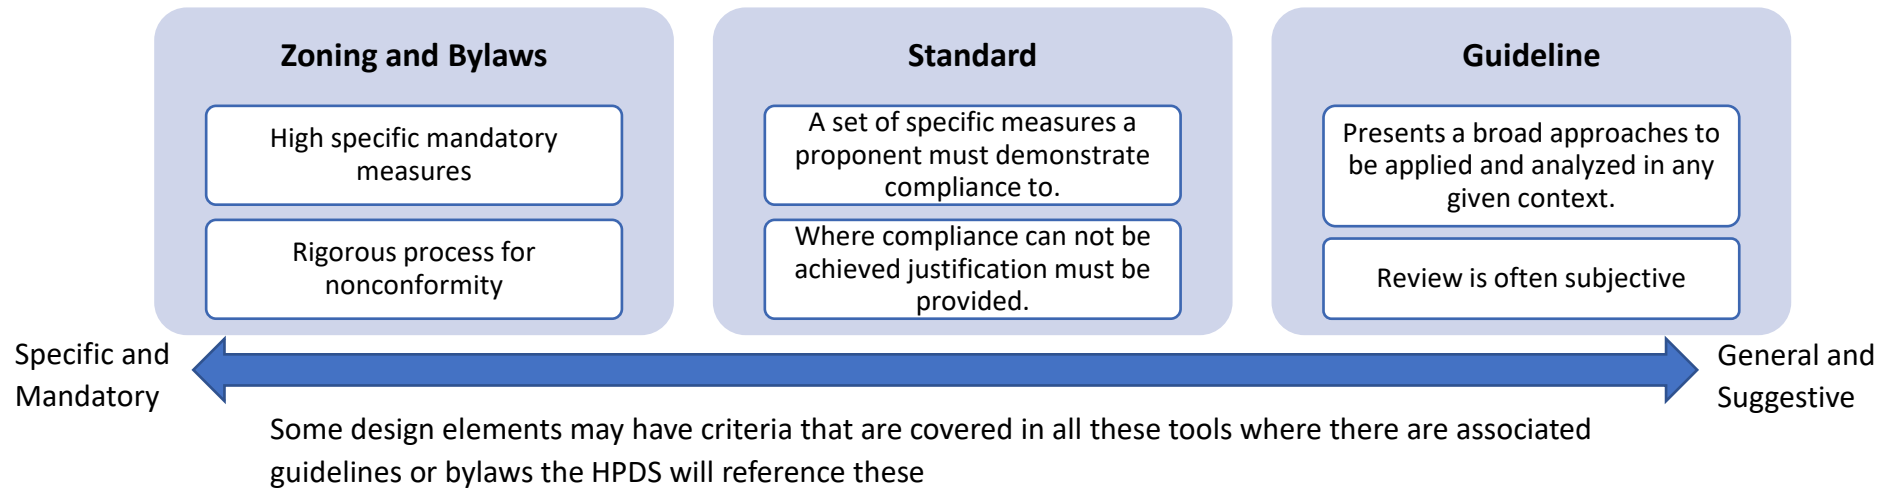 Zoning and Bylaws
High specific mandatory
measures
Rigorous process for
nonconformity
Standard
A set of specific measures a
proponent must demonstrate
compliance to.
Where compliance can not be
achieved justification must be
provided.
Guideline
Presents a broad approaches to
be applied and analyzed in any
given context.
Review is often subjective
Specific and
Mandatory
General and
Suggestive
Some design elements may have criteria that are covered in all these tools where there are associated
guidelines or bylaws the HPDS will reference these